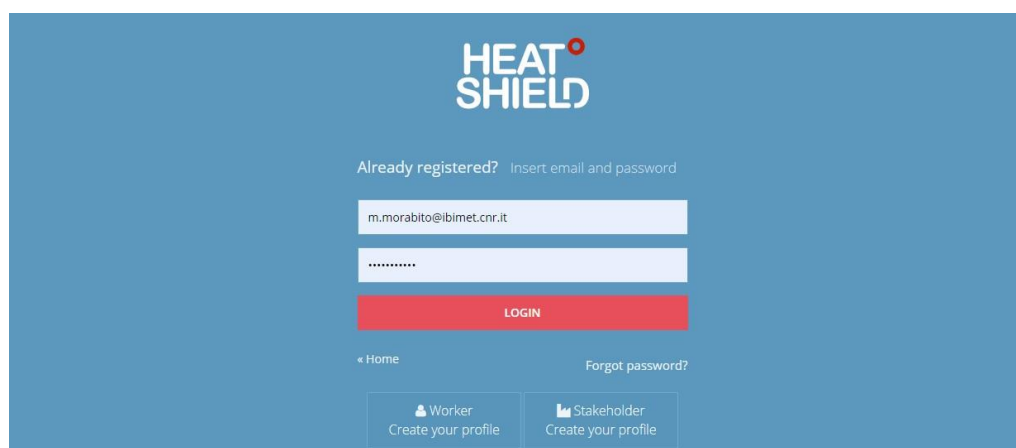 HEAT
SHIELD
Already registered? Insert email and password
m.morabito@ibimet.cnr.it
•••••••••••
LOGIN
« Home
Forgot password?
Worker
Create your profile
Stakeholder
Create your profile